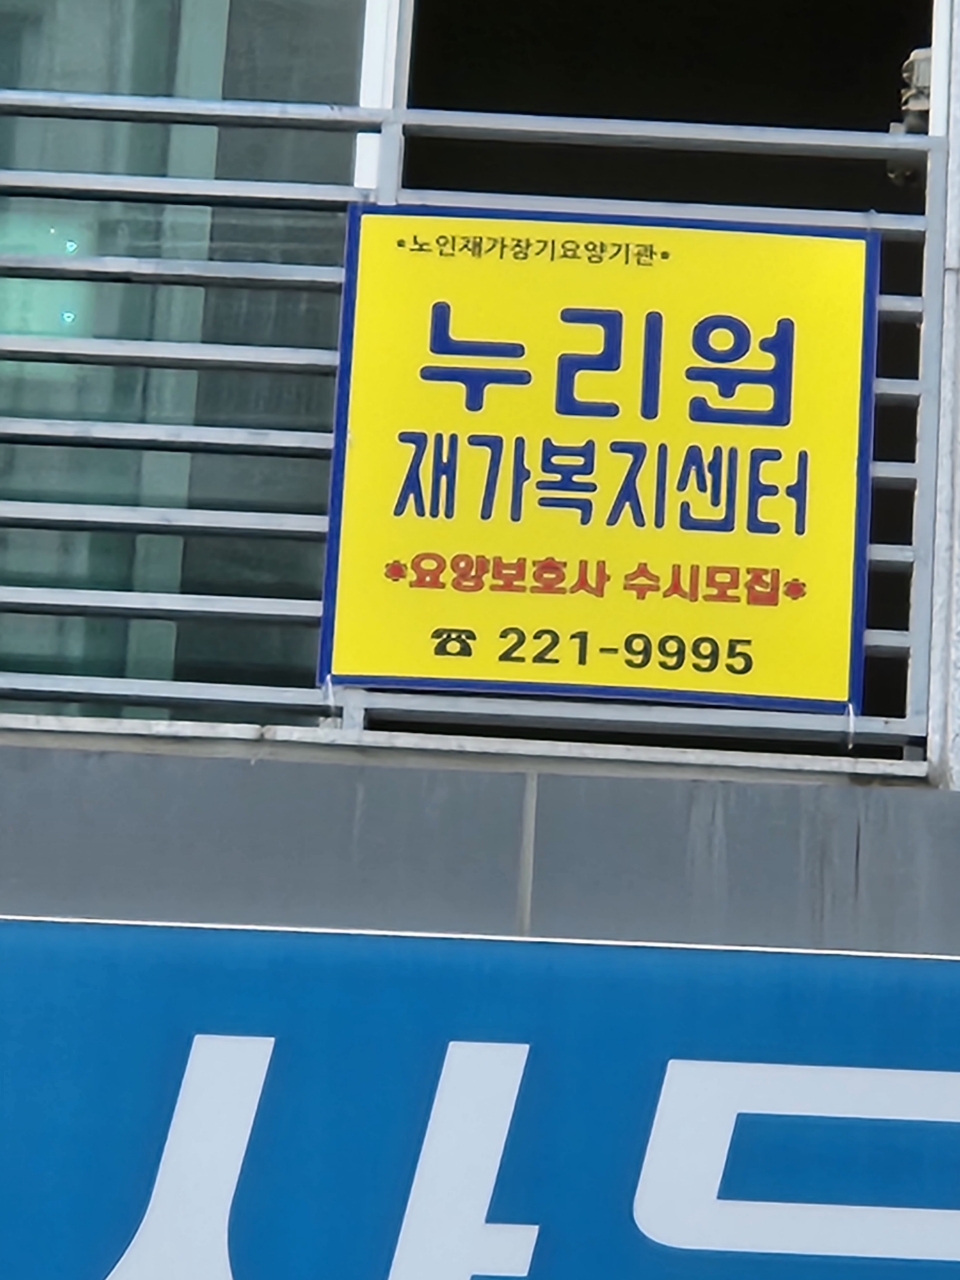 •노인재가장기요양기관•
누리원
재가복지센터
*요양보호사 수시모집*
☎ 221-9995